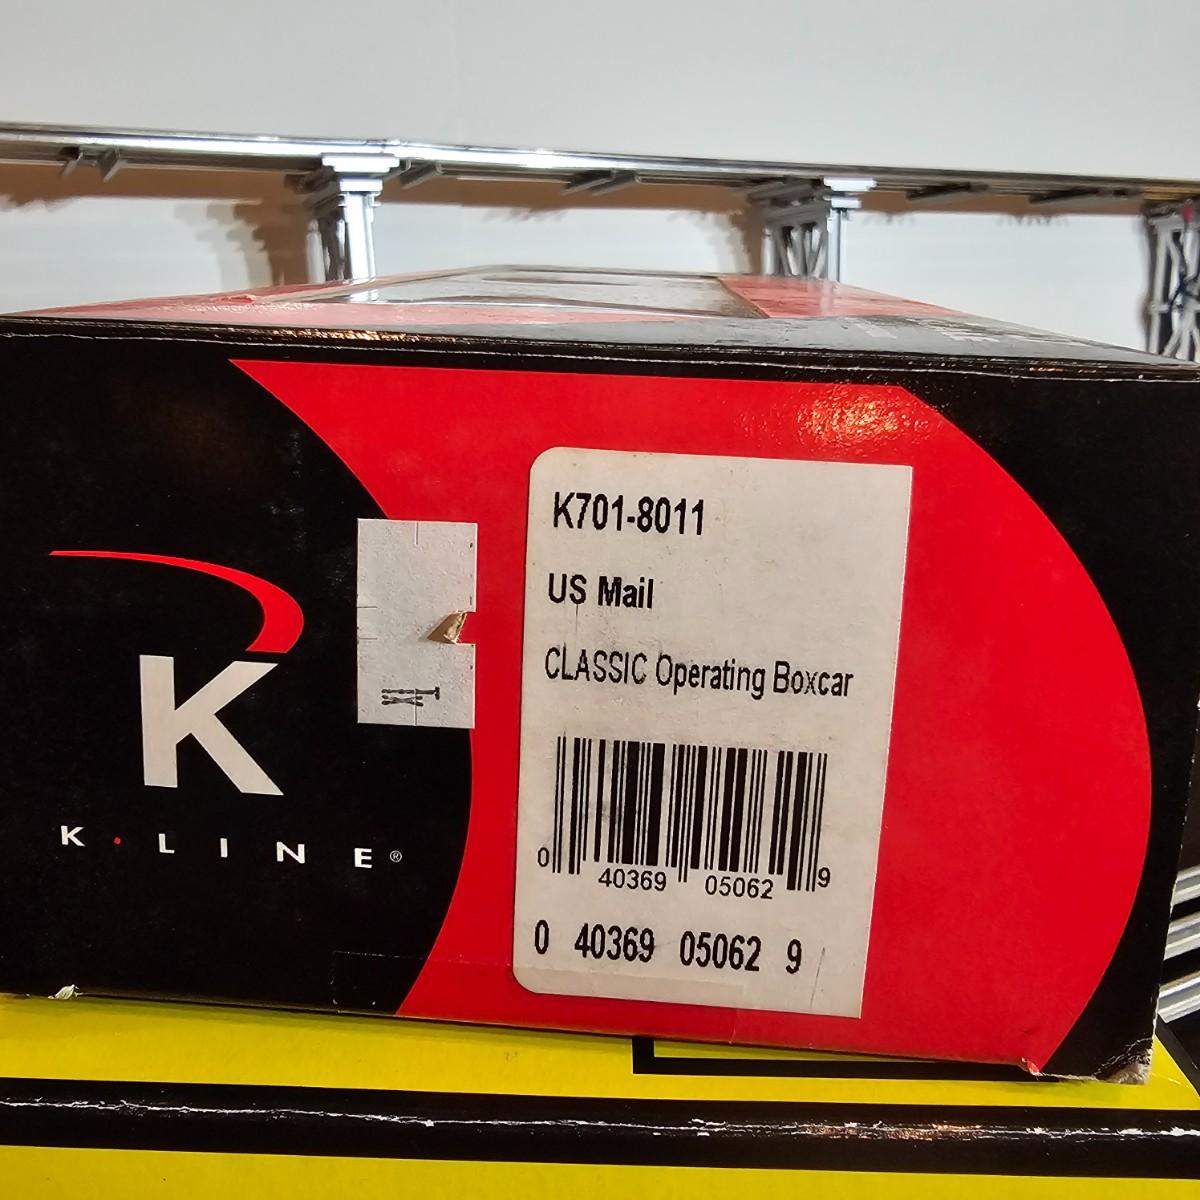 K
K·LINE®
K701-8011
US Mail
CLASSIC Operating Boxcar
0 40369 05062 9
0 40369 05062 9